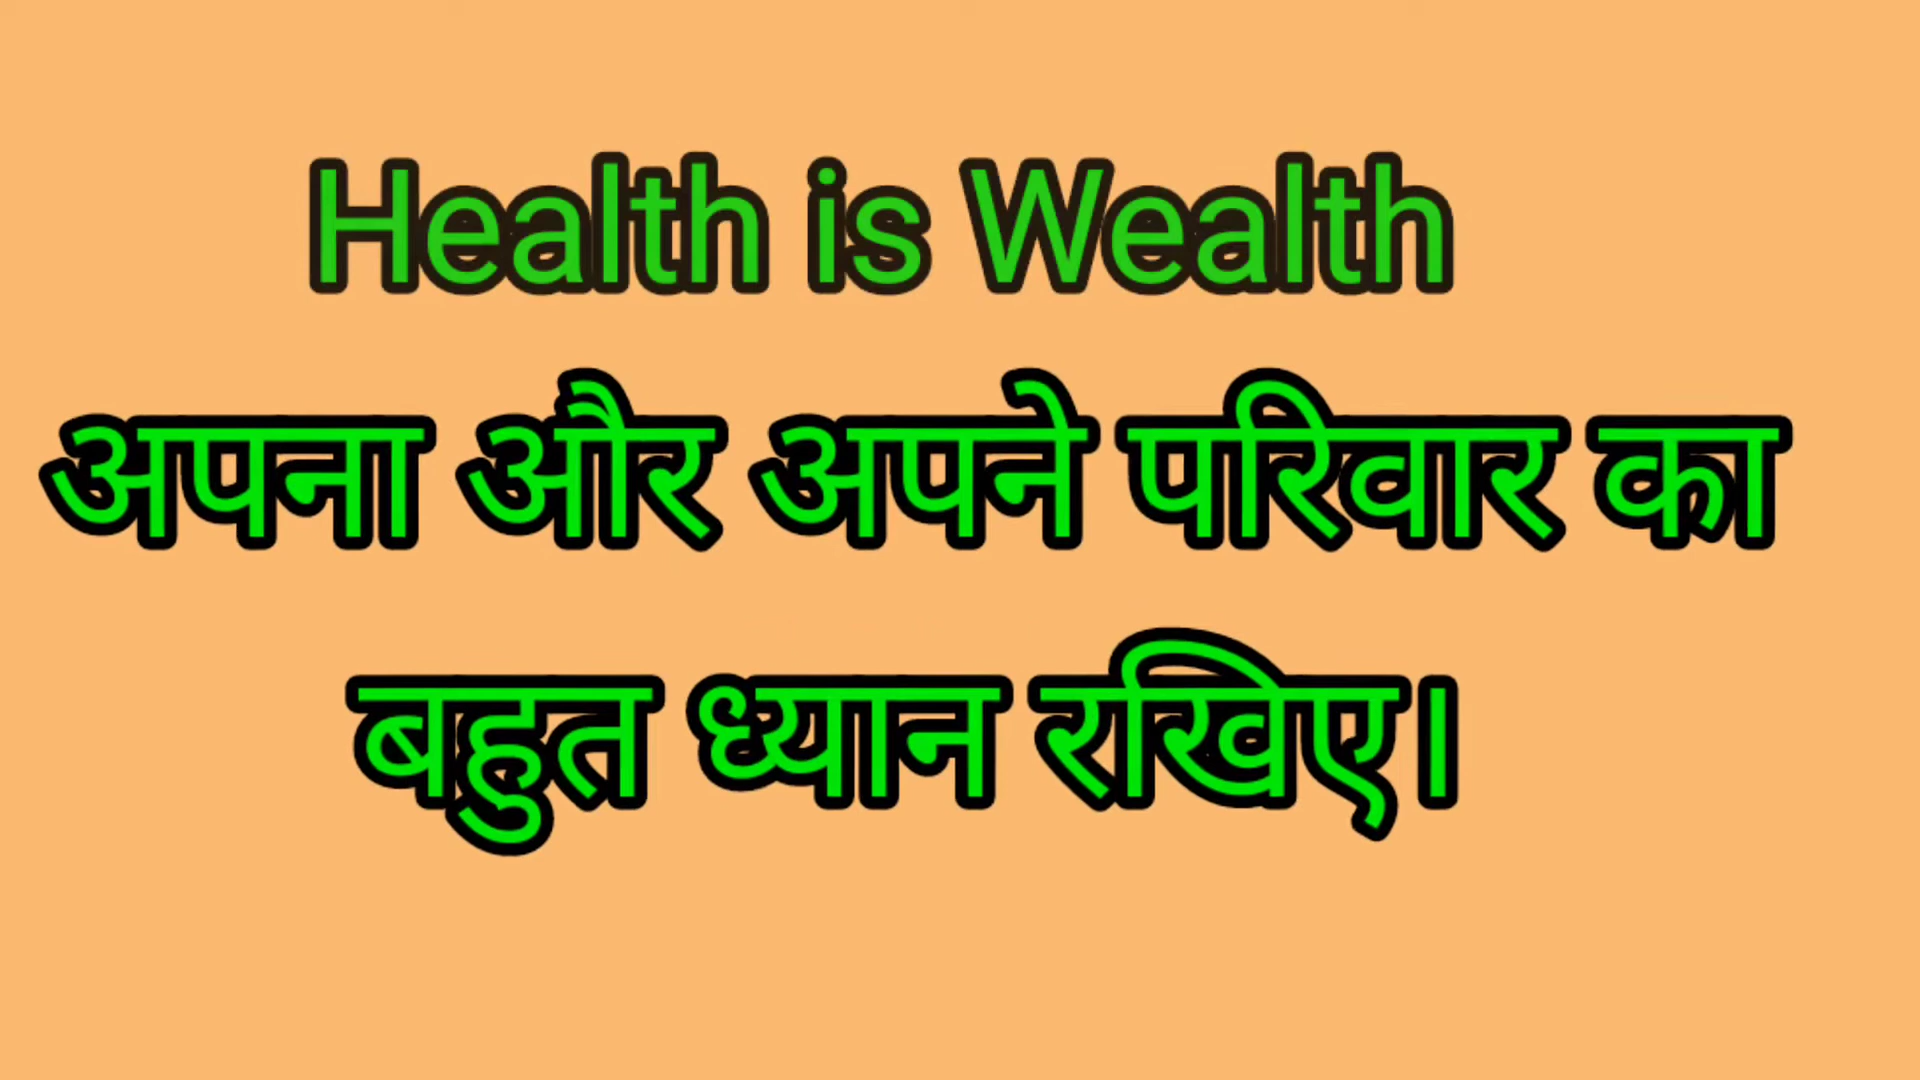 Health is Wealth
अपना और अपने परिवार का
बहुत ध्यान रखिए।